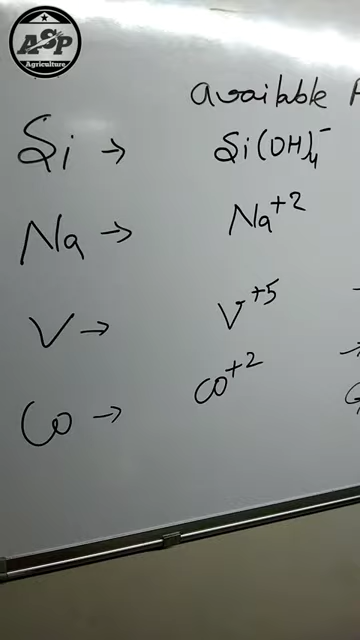 ASP
Agriculture
available
Si → Si(OH)₄⁻
Na → Na⁺²
V → V⁺⁵ →
Co → Co⁺² →